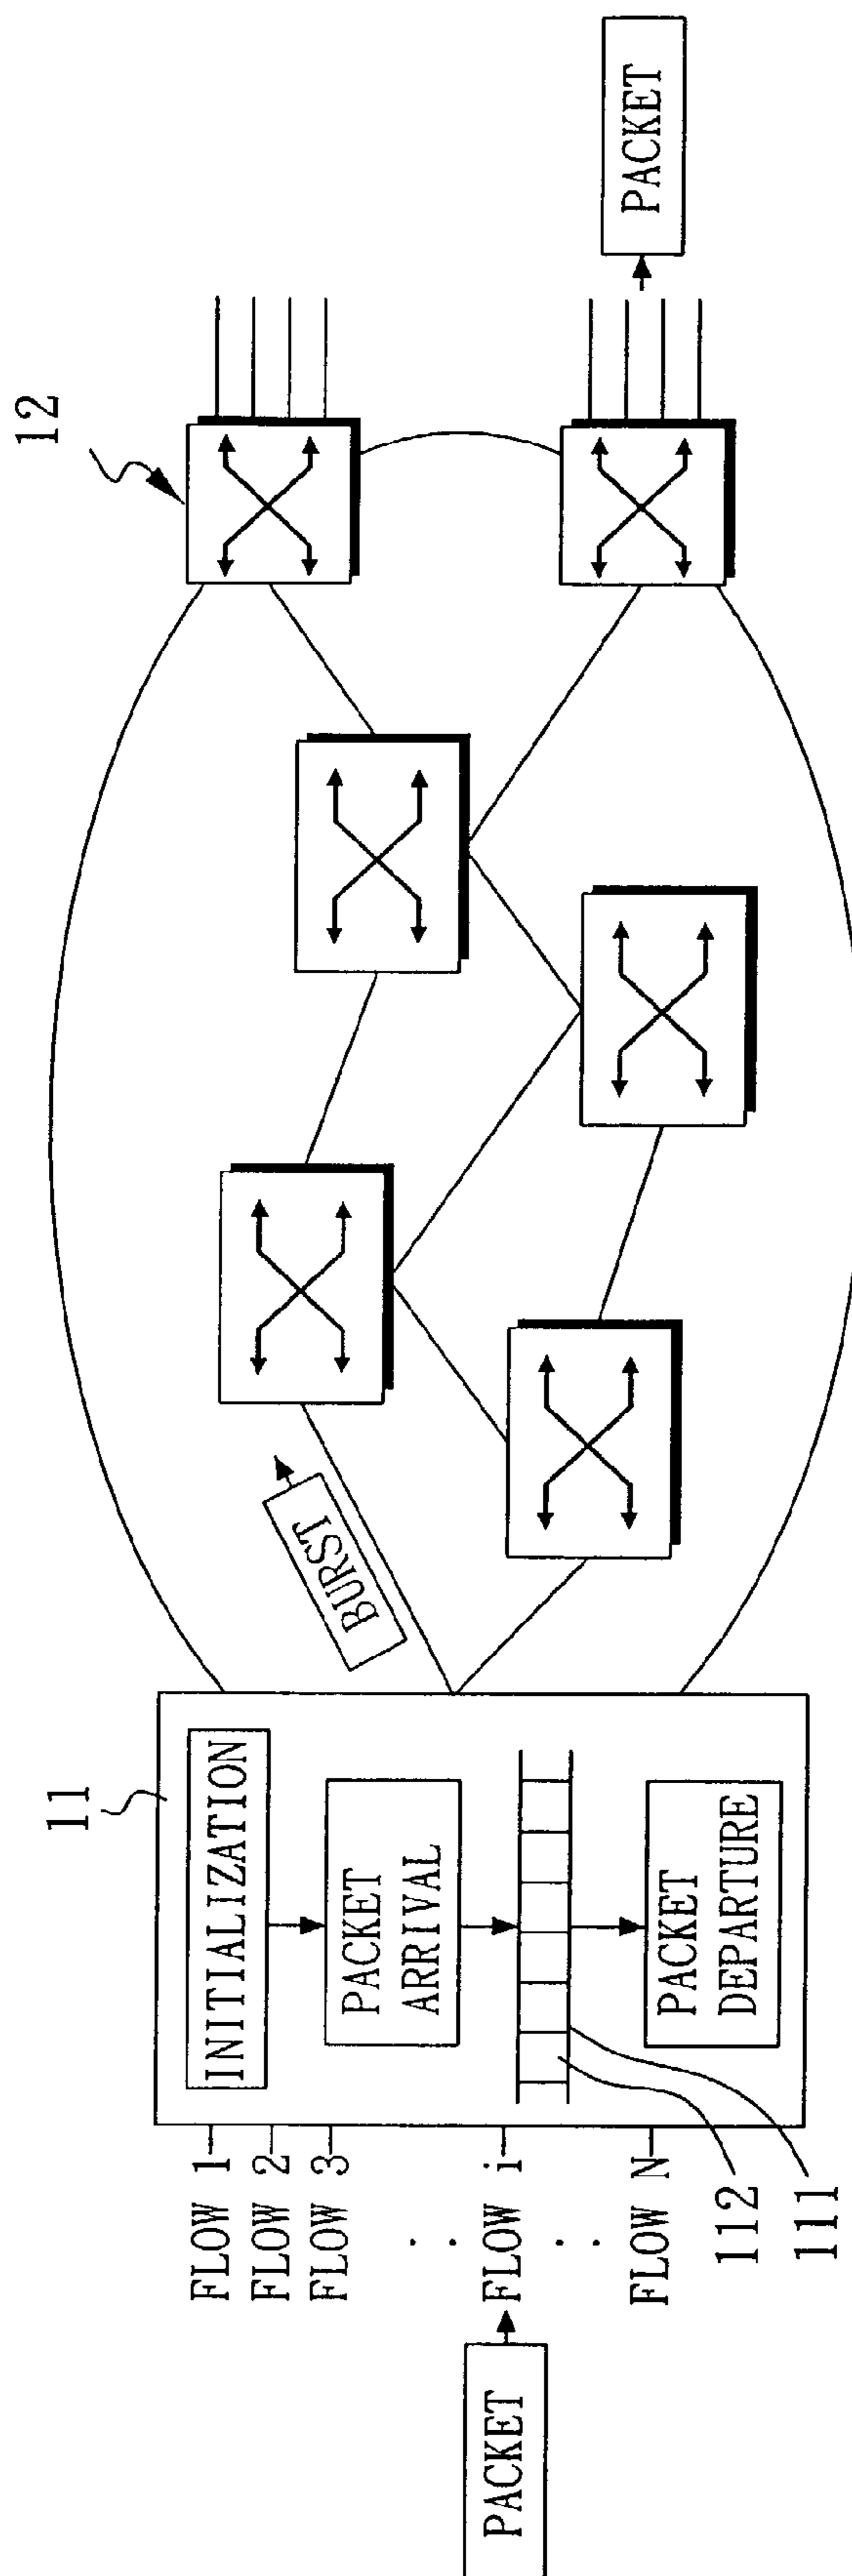 11
12
INITIALIZATION
PACKET
ARRIVAL
PACKET
DEPARTURE
FLOW 1
FLOW 2
FLOW 3
. .
FLOW i
. .
FLOW N
112
111
PACKET
BURST
PACKET